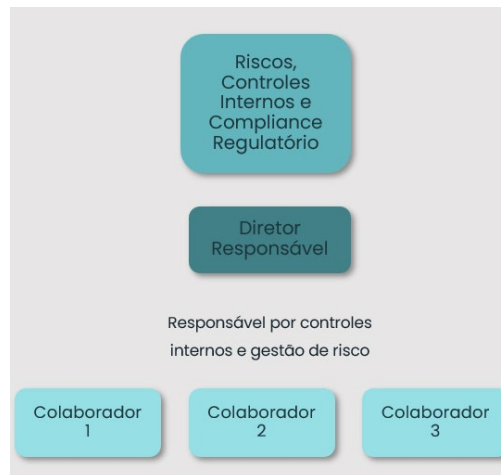 Riscos,
Controles
Internos e
Compliance
Regulatório
Diretor
Responsável
Responsável por controles
internos e gestão de risco
Colaborador
1
Colaborador
2
Colaborador
3